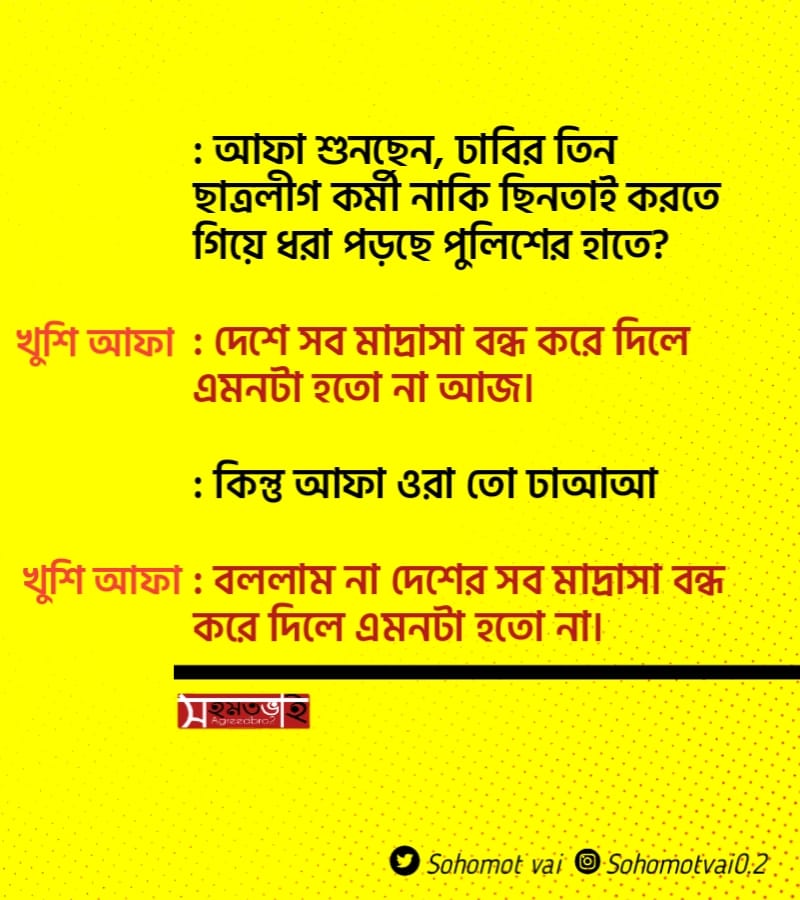 : আফা শুনছেন, ঢাবির তিন
ছাত্রলীগ কর্মী নাকি ছিনতাই করতে
গিয়ে ধরা পড়ছে পুলিশের হাতে?
খুশি আফা : দেশে সব মাদ্রাসা বন্ধ করে দিলে
এমনটা হতো না আজ।
: কিন্তু আফা ওরা তো ঢাআআ
খুশি আফা : বললাম না দেশের সব মাদ্রাসা বন্ধ
করে দিলে এমনটা হতো না।
সহমতভাই
Agreeabro?
Sohomot vai Sohomotvai0.2